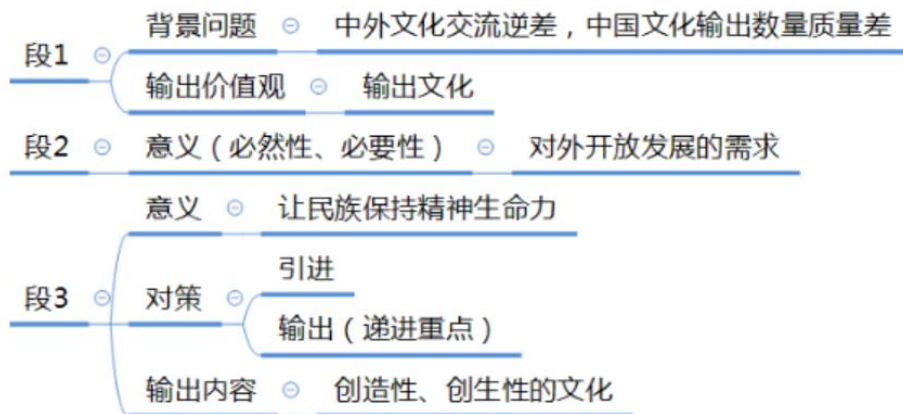 段1
背景问题
中外文化交流逆差，中国文化输出数量质量差
输出价值观
输出文化
段2
意义（必然性、必要性）
对外开放发展的需求
段3
意义
让民族保持精神生命力
对策
引进
输出（递进重点）
输出内容
创造性、创生性的文化